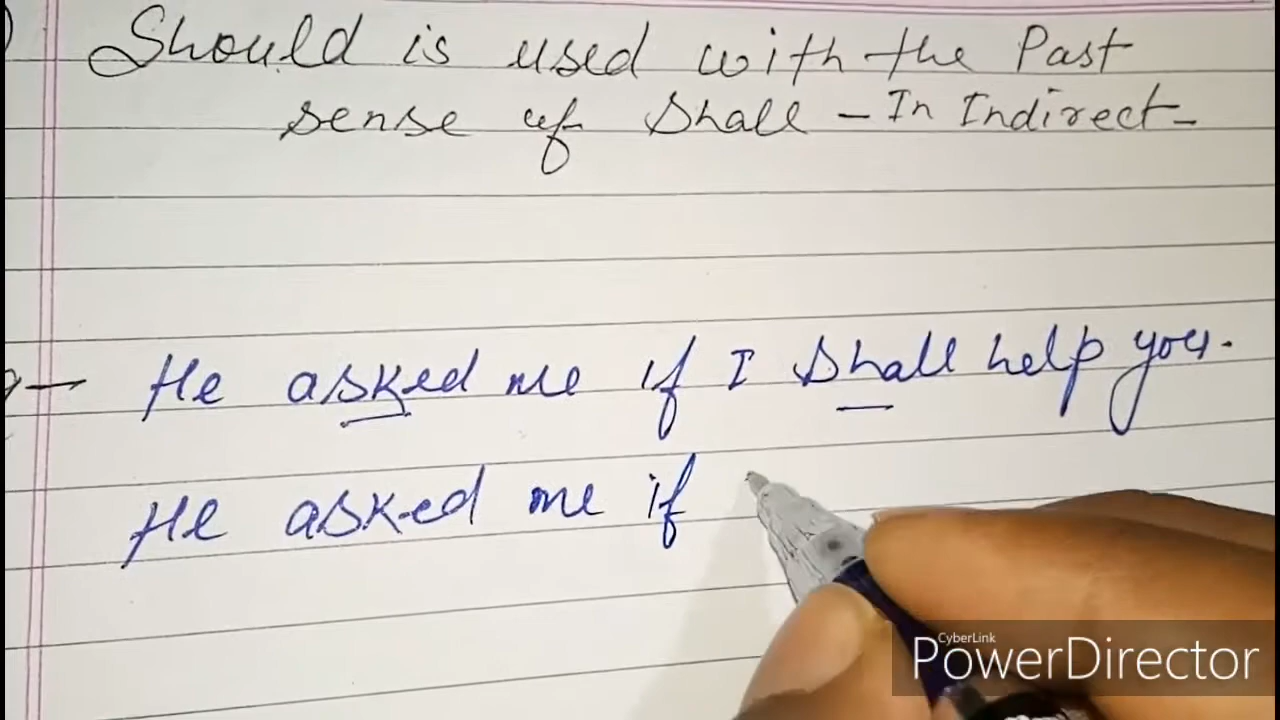 Should is used with the Past
sense of Shall - In Indirect -
He asked me if I Shall help you.
He asked me if
CyberLink
PowerDirector